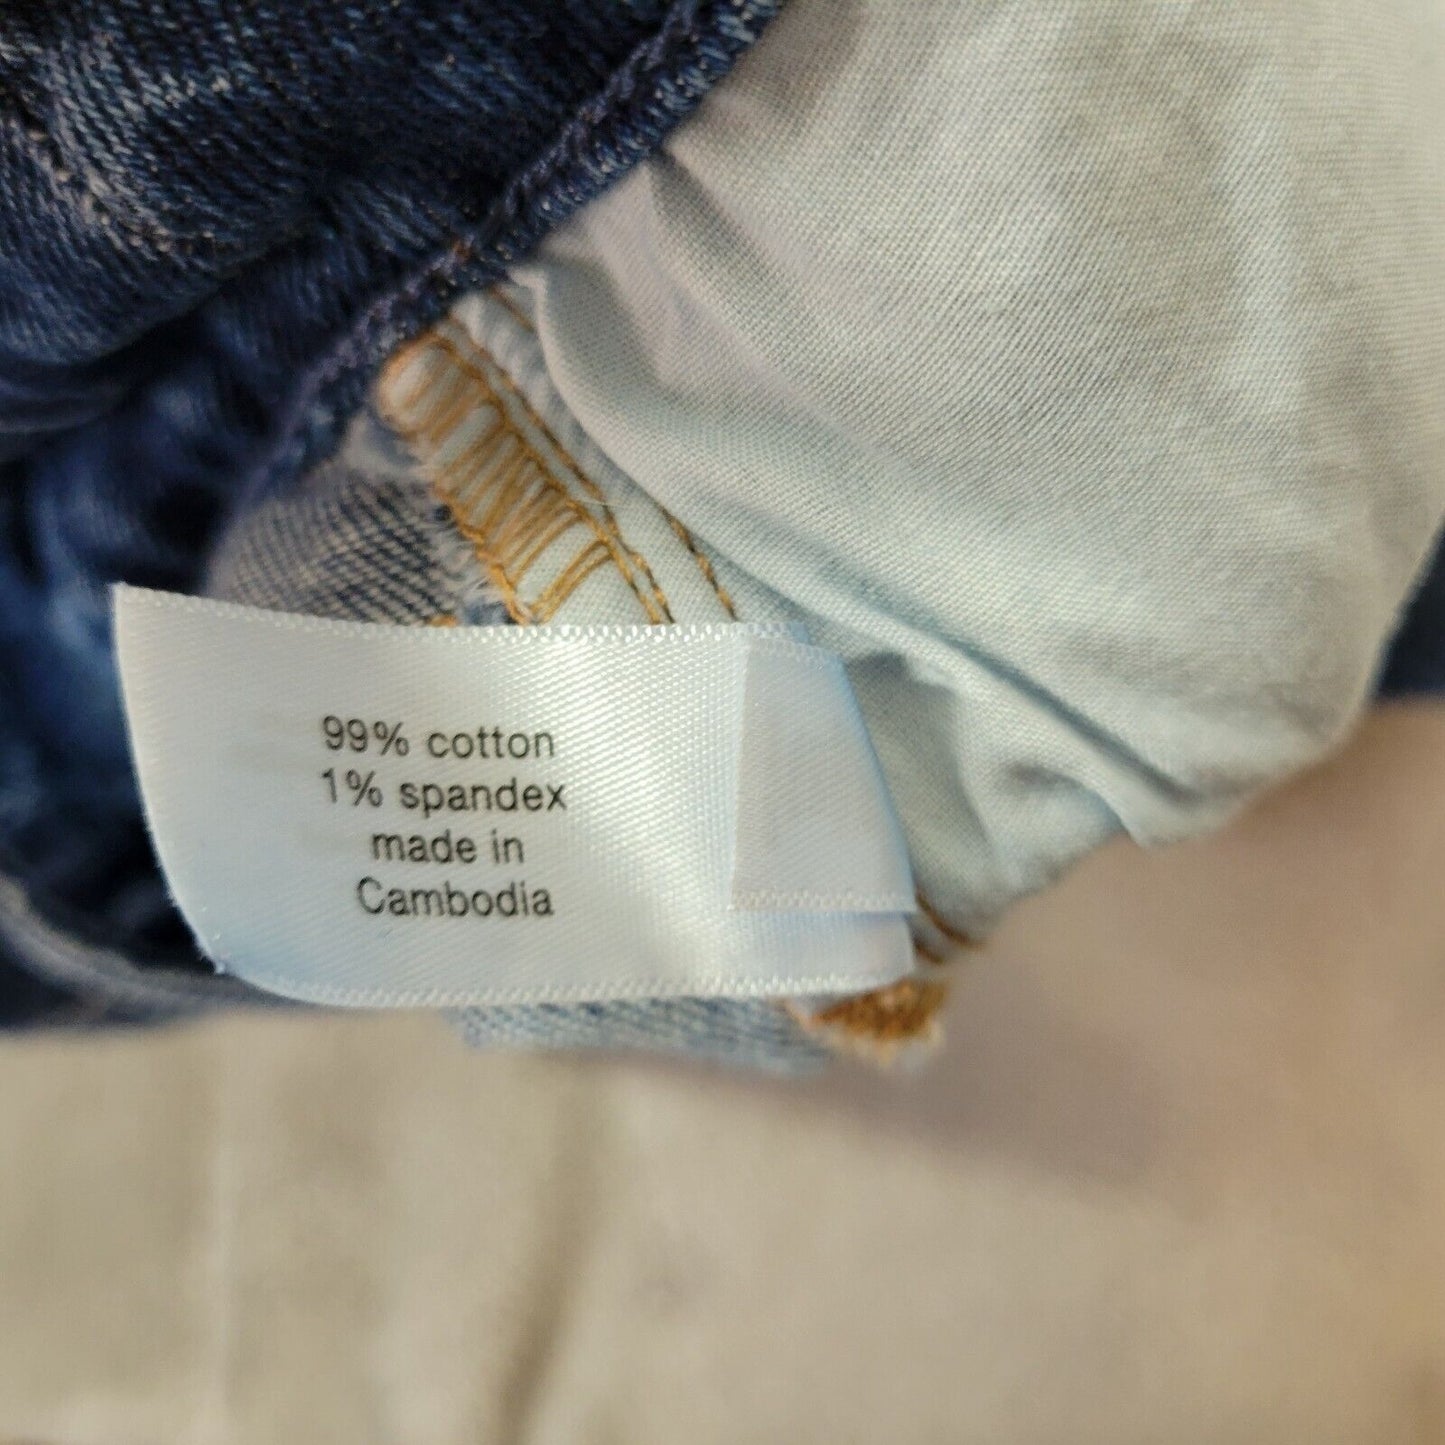 99% cotton
1% spandex
made in
Cambodia